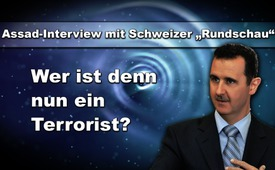 Assad-Interview mit Schweizer „Rundschau“
Wer ist denn
nun ein
Terrorist?